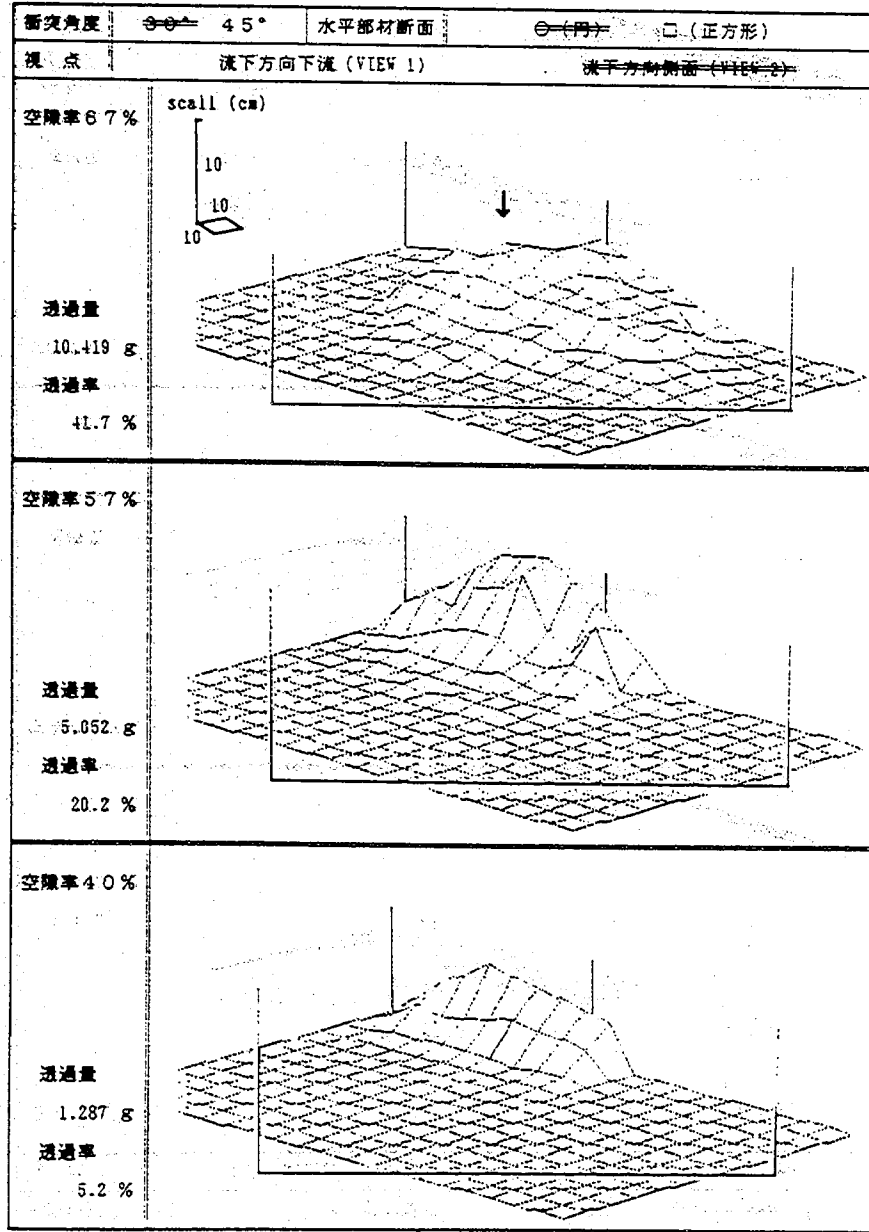 衝突角度 30° 45° 水平部材断面 ○(円) □(正方形)
視点 流下方向下流(VIEW 1) 流下方向側面(VIEW 2)
空隙率67%
scall (cm)
10
10
10
↓
透過量
10.419 g
透過率
41.7 %
空隙率57%
透過量
5.052 g
透過率
20.2 %
空隙率40%
透過量
1.287 g
透過率
5.2 %